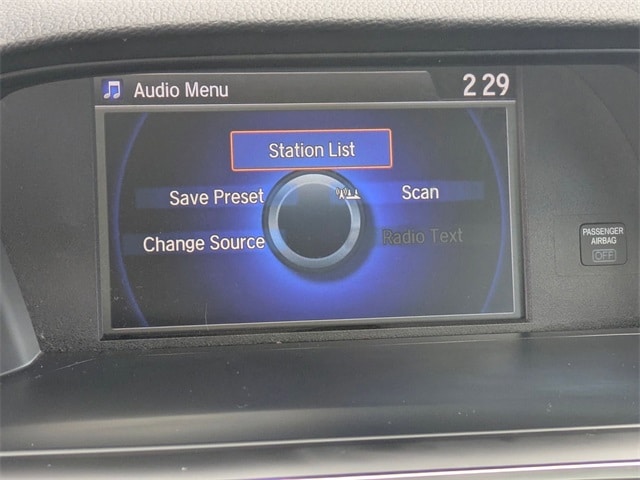 Audio Menu 2 29
Station List
Save Preset Scan
Change Source Radio Text
PASSENGER
AIRBAG
OFF